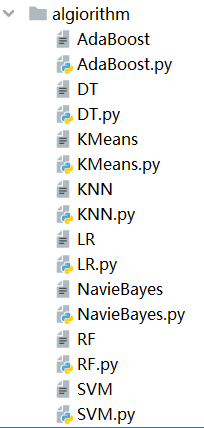 algiorithm
AdaBoost
AdaBoost.py
DT
DT.py
KMeans
KMeans.py
KNN
KNN.py
LR
LR.py
NavieBayes
NavieBayes.py
RF
RF.py
SVM
SVM.py